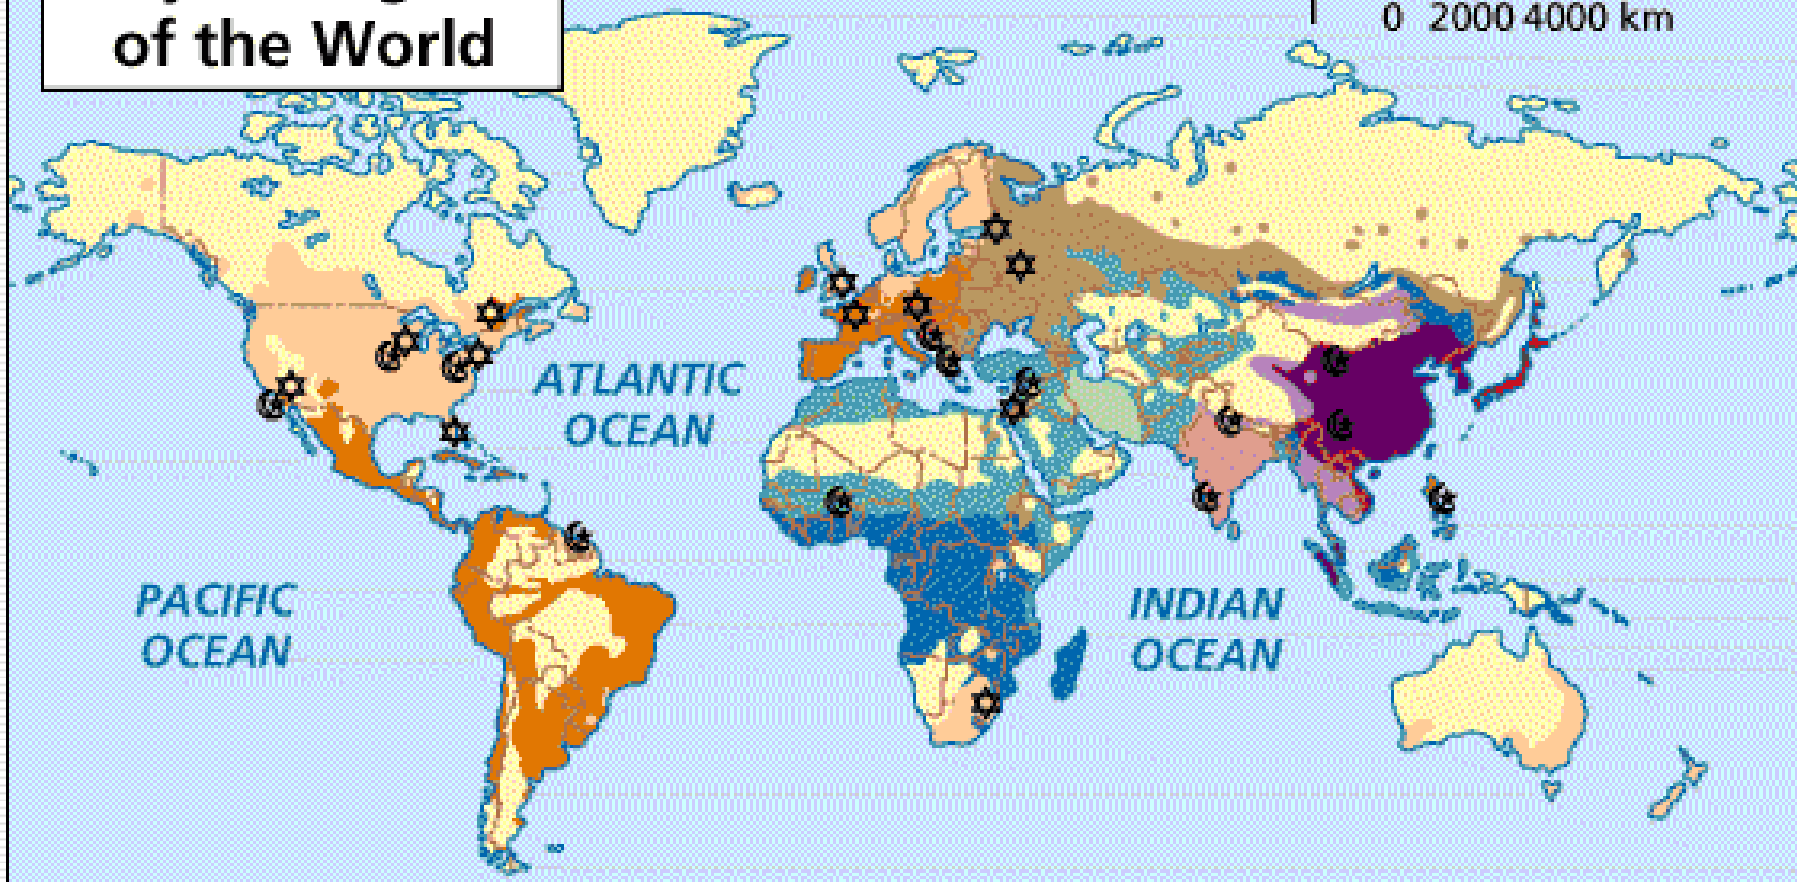 of the World
0 2000 4000 km
ATLANTIC
OCEAN
PACIFIC
OCEAN
INDIAN
OCEAN